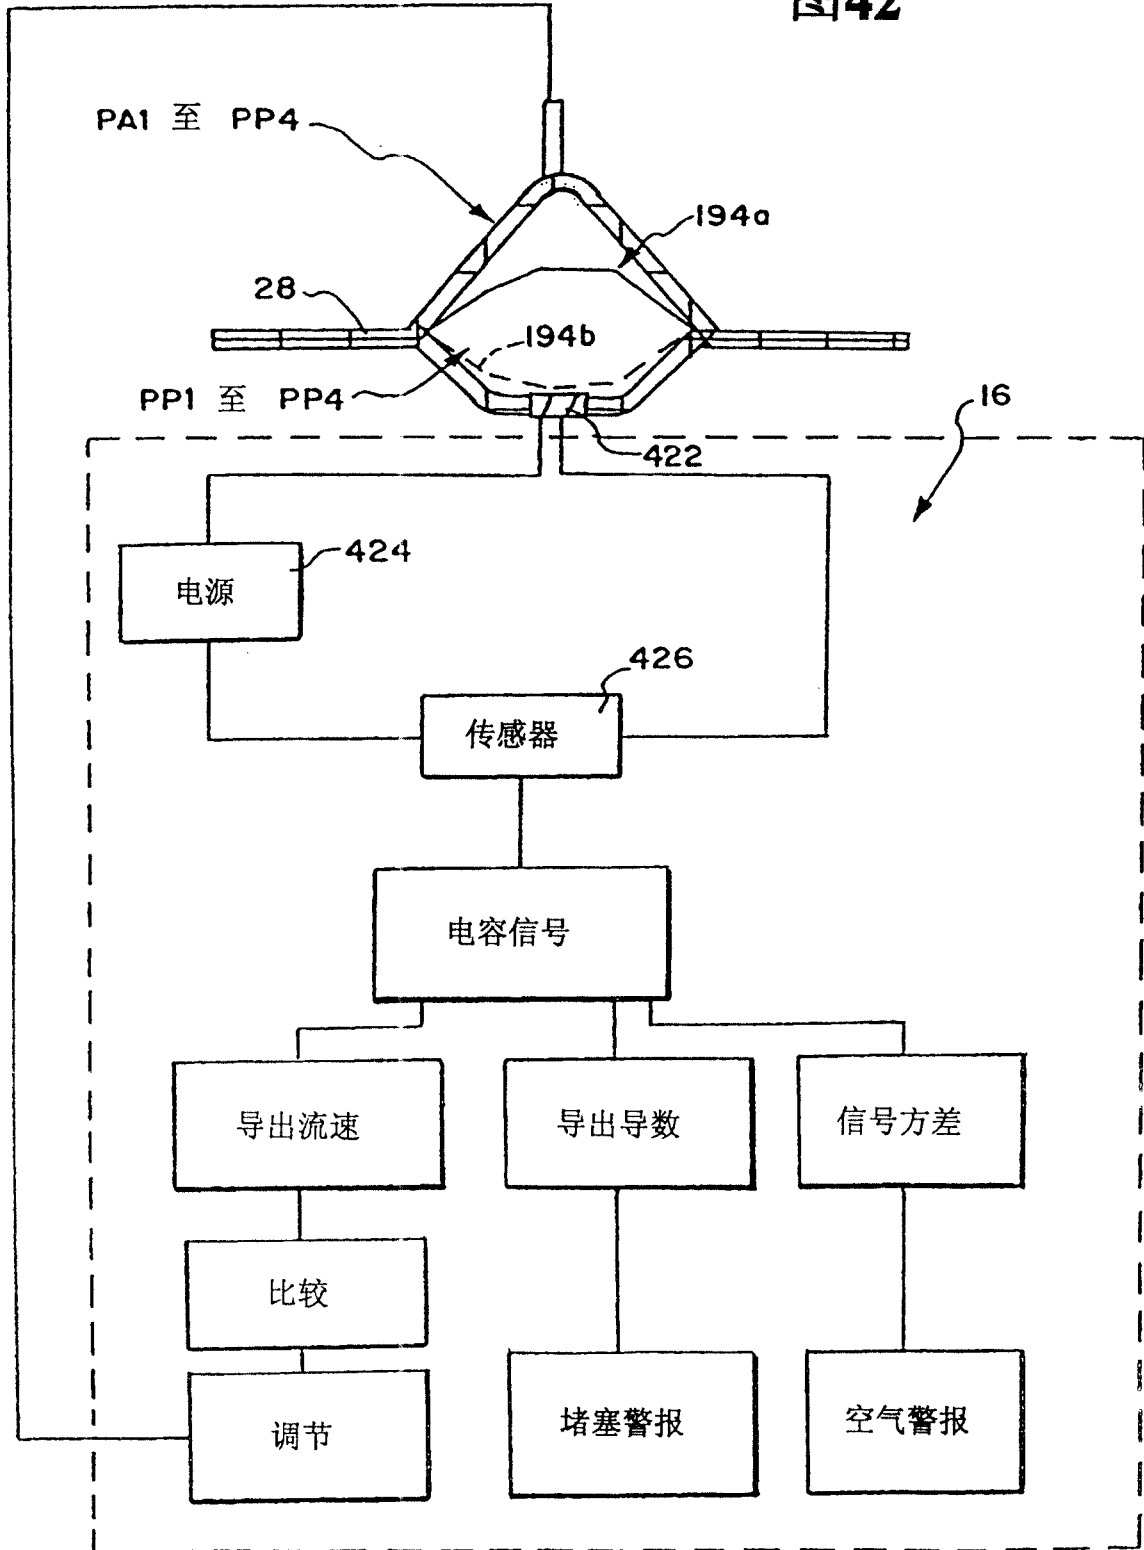 图42
PA1 至 PP4
194a
28
194b
PP1 至 PP4
16
422
424
电源
426
传感器
电容信号
导出流速
导出导数
信号方差
比较
调节
堵塞警报
空气警报